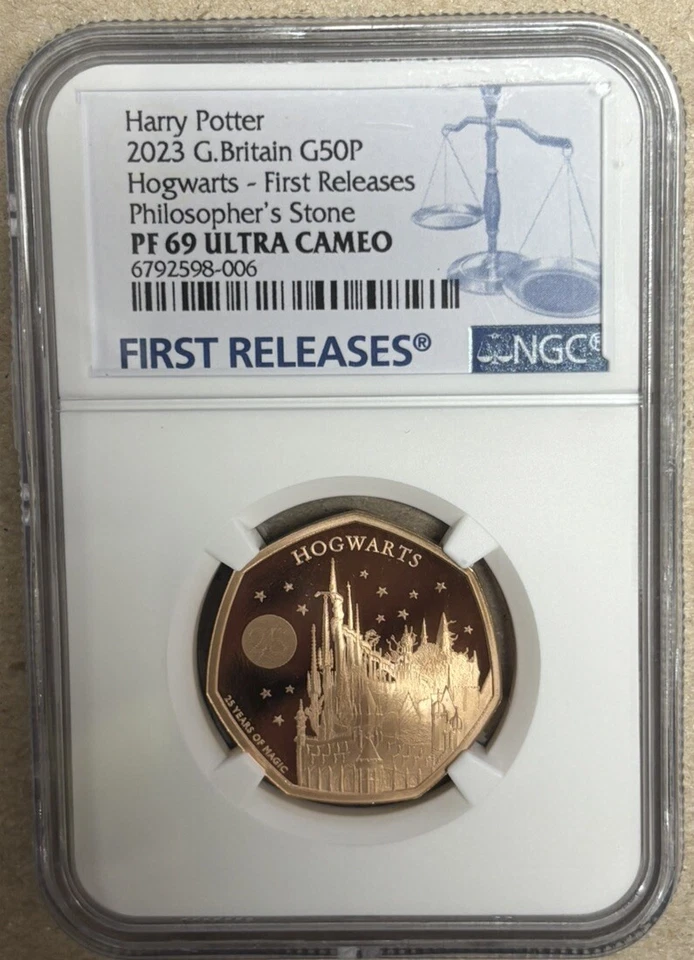 Harry Potter
2023 G.Britain G50P
Hogwarts - First Releases
Philosopher's Stone
PF 69 ULTRA CAMEO
6792598-006
FIRST RELEASES®
NGC®
HOGWARTS
25
25 YEARS OF MAGIC